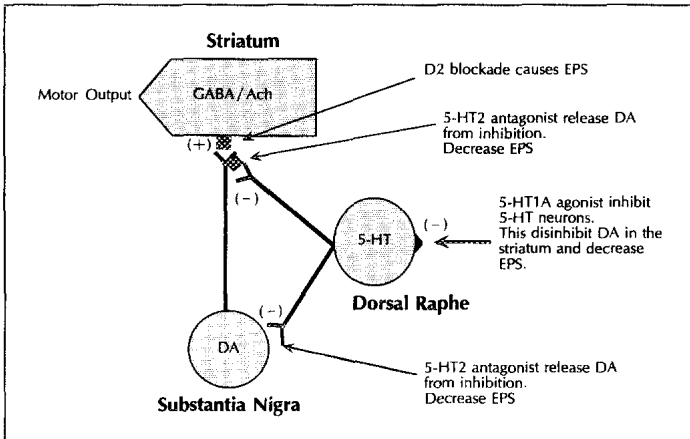 Striatum
Motor Output
GABA/Ach
D2 blockade causes EPS
(+)
5-HT2 antagonist release DA
from inhibition.
Decrease EPS
(-)
5-HT
(-)
5-HT1A agonist inhibit
5-HT neurons.
This disinhibit DA in the
striatum and decrease
EPS.
Dorsal Raphe
(-)
DA
5-HT2 antagonist release DA
from inhibition.
Decrease EPS
Substantia Nigra